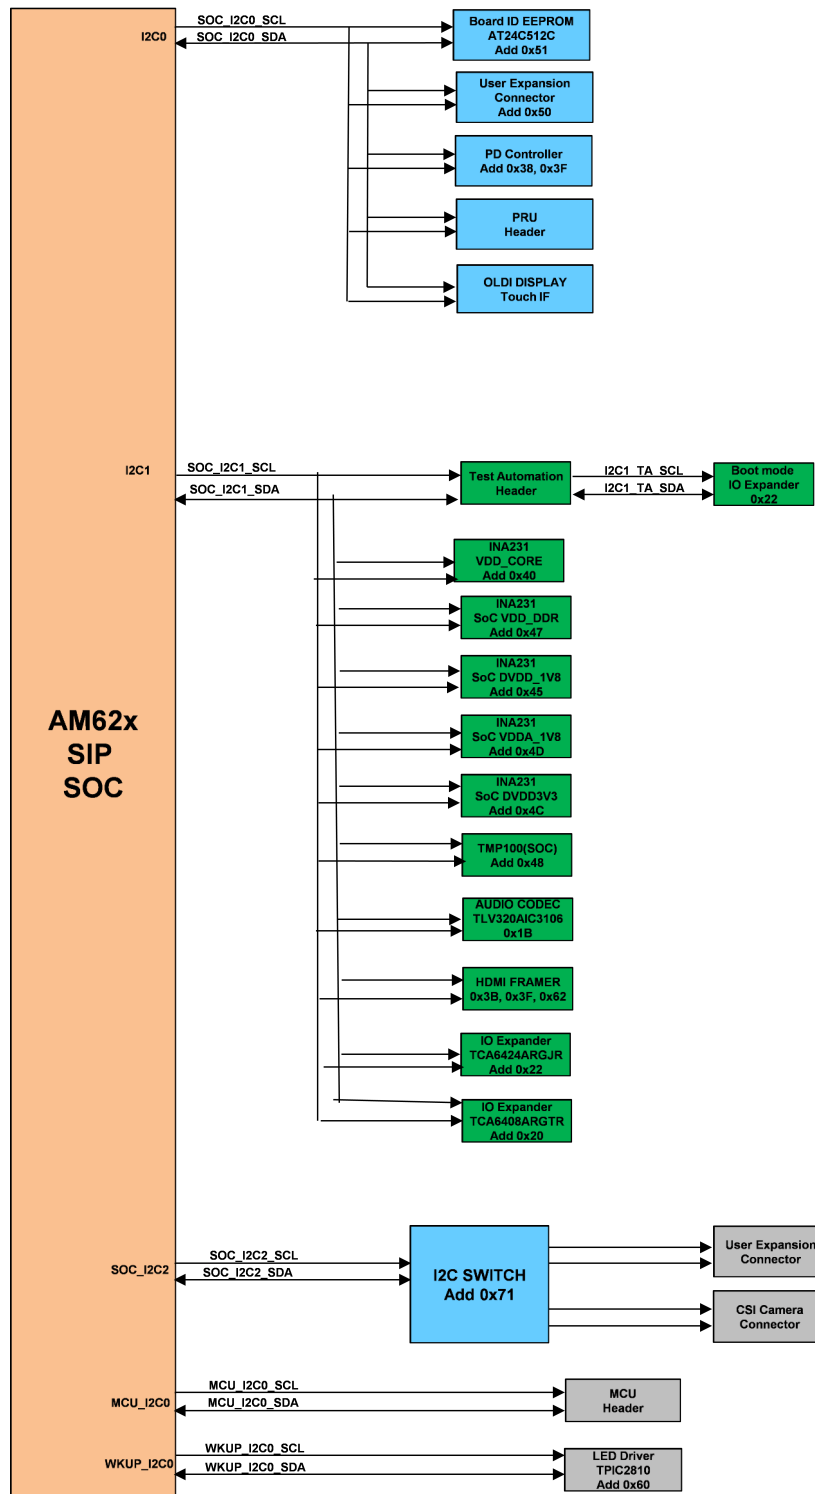 SOC_I2C0_SCL
I2C0
SOC_I2C0_SDA
Board ID EEPROM
AT24C512C
Add 0x51
User Expansion
Connector
Add 0x50
PD Controller
Add 0x38, 0x3F
PRU
Header
OLDI DISPLAY
Touch IF
I2C1
SOC_I2C1_SCL
SOC_I2C1_SDA
Test Automation
Header
I2C1_TA_SCL
I2C1_TA_SDA
Boot mode
IO Expander
0x22
INA231
VDD_CORE
Add 0x40
INA231
SoC VDD_DDR
Add 0x47
INA231
SoC DVDD_1V8
Add 0x45
AM62x
SIP
SOC
INA231
SoC VDDA_1V8
Add 0x4D
INA231
SoC DVDD3V3
Add 0x4C
TMP100(SOC)
Add 0x48
AUDIO CODEC
TLV320AIC3106
0x1B
HDMI FRAMER
0x3B, 0x3F, 0x62
IO Expander
TCA6424ARGJR
Add 0x22
IO Expander
TCA6408ARGTR
Add 0x20
SOC_I2C2
SOC_I2C2_SCL
SOC_I2C2_SDA
I2C SWITCH
Add 0x71
User Expansion
Connector
CSI Camera
Connector
MCU_I2C0
MCU_I2C0_SCL
MCU_I2C0_SDA
MCU
Header
WKUP_I2C0
WKUP_I2C0_SCL
WKUP_I2C0_SDA
LED Driver
TPIC2810
Add 0x60